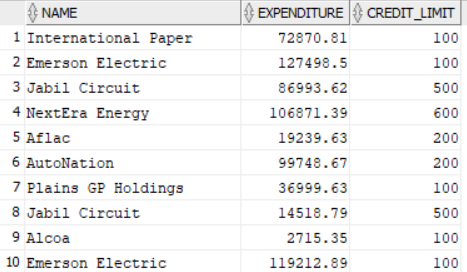 NAME EXPENDITURE CREDIT_LIMIT
1 International Paper 72870.81 100
2 Emerson Electric 127498.5 100
3 Jabil Circuit 86993.62 500
4 NextEra Energy 106871.39 600
5 Aflac 19239.63 200
6 AutoNation 99748.67 200
7 Plains GP Holdings 36999.63 100
8 Jabil Circuit 14518.79 500
9 Alcoa 2715.35 100
10 Emerson Electric 119212.89 100